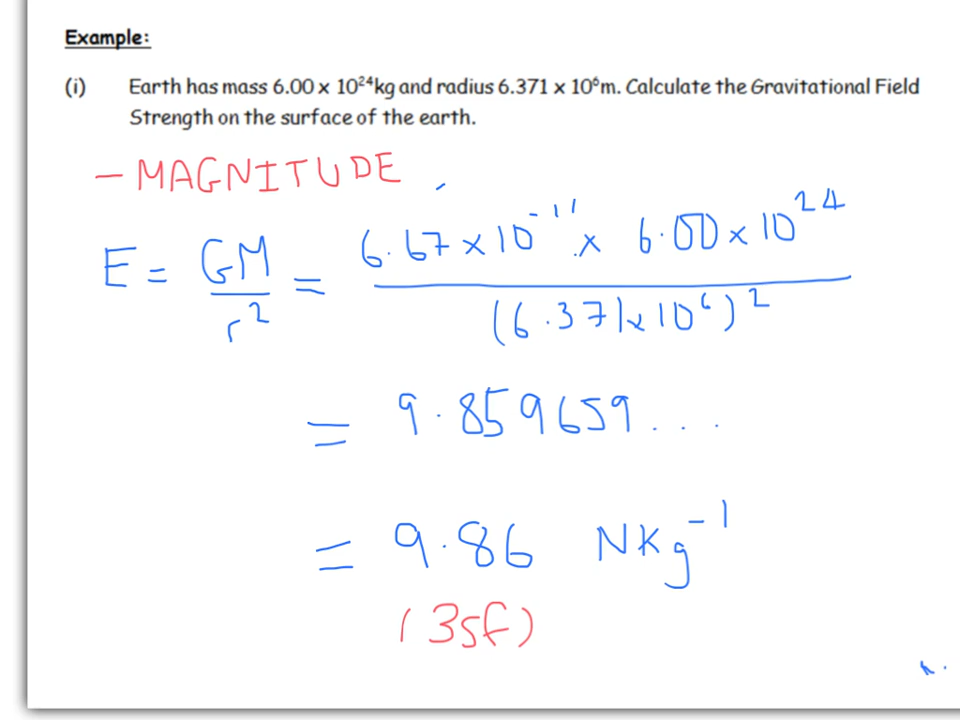 Example:
(i) Earth has mass 6.00 x 10²⁴kg and radius 6.371 x 10⁶m. Calculate the Gravitational Field
Strength on the surface of the earth.
– MAGNITUDE
E = GM/r² = 6.67 x 10⁻¹¹ x 6.00 x 10²⁴/(6.371 x 10⁶)²
= 9.859659...
= 9.86 NKg⁻¹
(3sf)